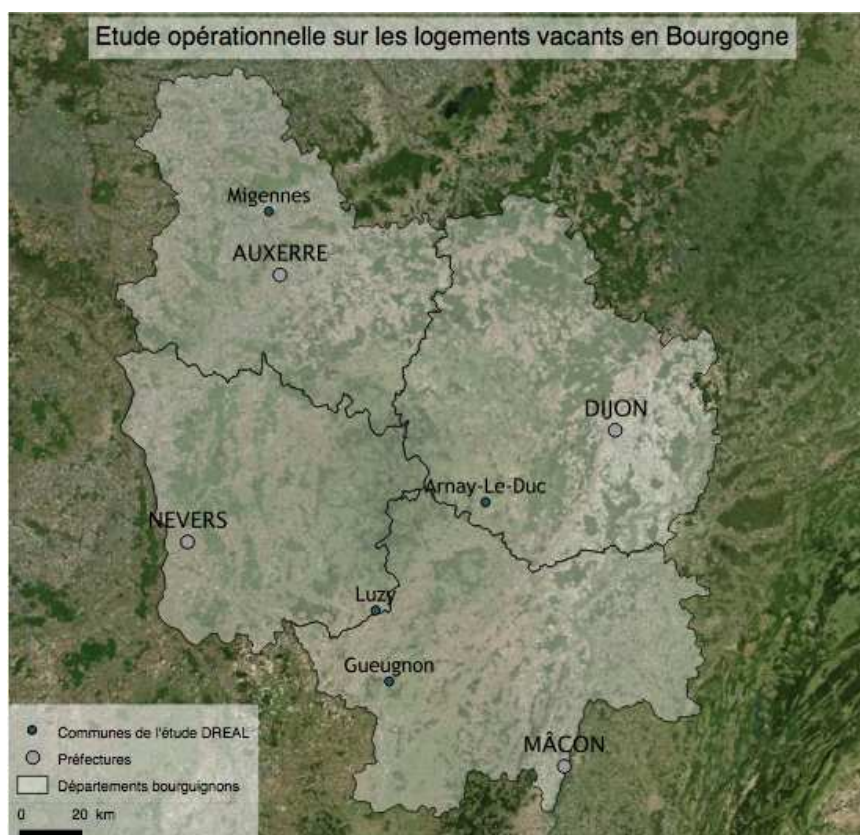 Etude opérationnelle sur les logements vacants en Bourgogne
Migennes
AUXERRE
DIJON
Arnay-Le-Duc
NEVERS
Luzy
Gueugnon
MÂCON
Communes de l'étude DREAL
Préfectures
Départements bourguignons
0 20 km